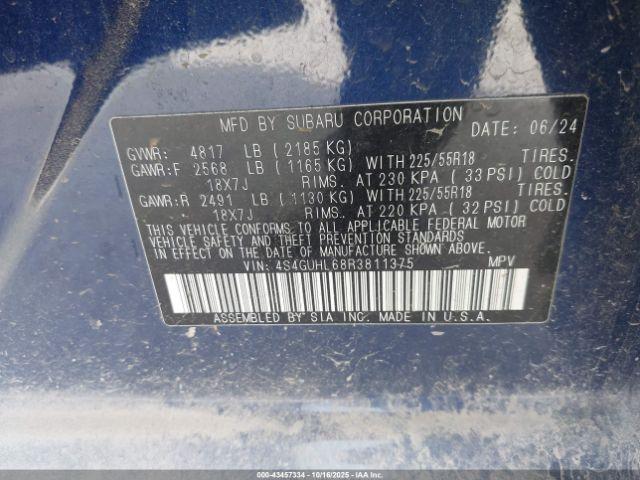 MFD BY SUBARU CORPORATION DATE: 06/24
GVWR: 4817 LB (2185 KG)
GAWR:F 2568 LB (1165 KG) WITH 225/55R18 TIRES.
18X7J RIMS. AT 230 KPA (33 PSI) COLD
GAWR:R 2491 LB (1130 KG) WITH 225/55R18 TIRES.
18X7J RIMS. AT 220 KPA (32 PSI) COLD
THIS VEHICLE CONFORMS TO ALL APPLICABLE FEDERAL MOTOR
VEHICLE SAFETY AND THEFT PREVENTION STANDARDS
IN EFFECT ON THE DATE OF MANUFACTURE SHOWN ABOVE.
VIN: 4S4GUHL68R3811375 MPV
ASSEMBLED BY SIA INC. MADE IN U.S.A.
000-43457334 | 10/16/2025 | Copyright © IAA, LLC